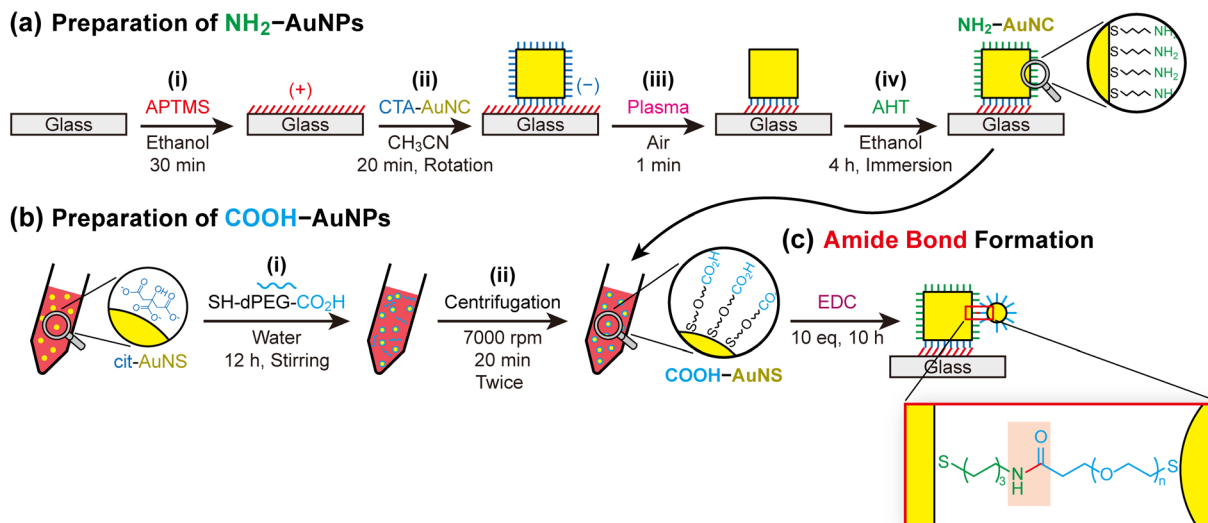 (a) Preparation of NH2–AuNPs
(i)
APTMS
Ethanol
30 min
Glass
(+)
Glass
(ii)
CTA-AuNC
CH3CN
20 min, Rotation
(−)
Glass
(iii)
Plasma
Air
1 min
Glass
(iv)
AHT
Ethanol
4 h, Immersion
NH2–AuNC
Glass
S NH2
S NH2
S NH2
S NH
(b) Preparation of COOH–AuNPs
cit-AuNS
O
OH
O
O-
O-
O
O-
(i)
SH-dPEG-CO2H
Water
12 h, Stirring
(ii)
Centrifugation
7000 rpm
20 min
Twice
S O CO2H
S O CO2H
S O CO
COOH–AuNS
(c) Amide Bond Formation
EDC
10 eq, 10 h
Glass
O
S ( )3 N H ( O )n S